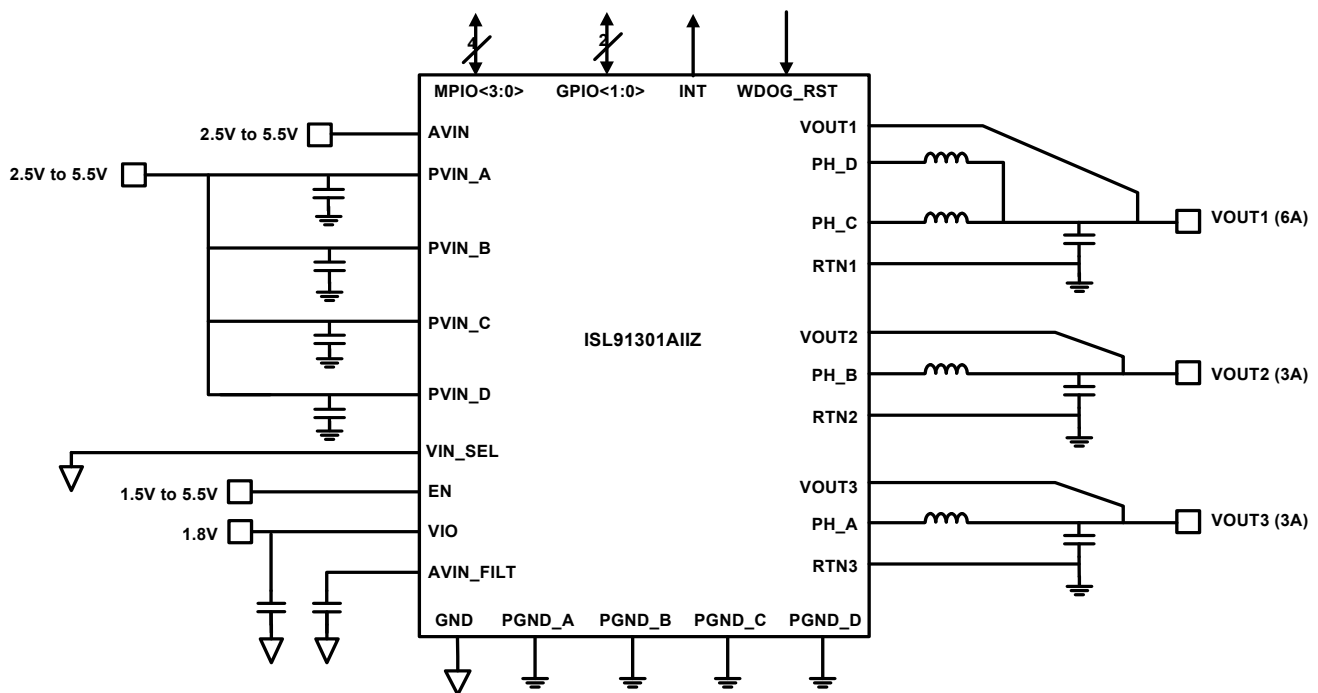 4
2
MPIO<3:0>
GPIO<1:0>
INT
WDOG_RST
2.5V to 5.5V
AVIN
VOUT1
2.5V to 5.5V
PVIN_A
PH_D
PH_C
VOUT1 (6A)
PVIN_B
RTN1
PVIN_C
ISL91301AIIZ
VOUT2
PH_B
VOUT2 (3A)
PVIN_D
RTN2
VIN_SEL
1.5V to 5.5V
EN
VOUT3
1.8V
VIO
PH_A
VOUT3 (3A)
AVIN_FILT
RTN3
GND
PGND_A
PGND_B
PGND_C
PGND_D